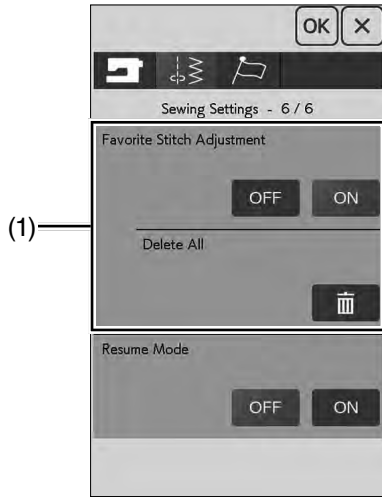 OK
Sewing Settings - 6 / 6
Favorite Stitch Adjustment
OFF ON
(1)
Delete All
Resume Mode
OFF ON